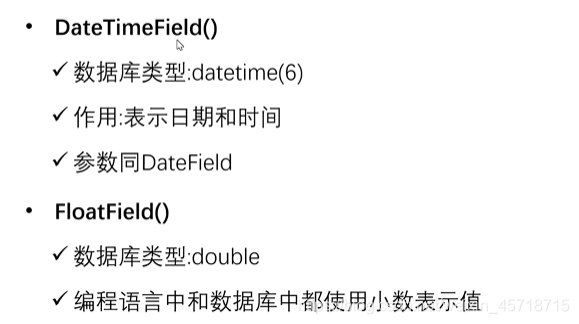 • DateTimeField()
✓ 数据库类型:datetime(6)
✓ 作用:表示日期和时间
✓ 参数同DateField
• FloatField()
✓ 数据库类型:double
✓ 编程语言中和数据库中都使用小数表示值
_45718715